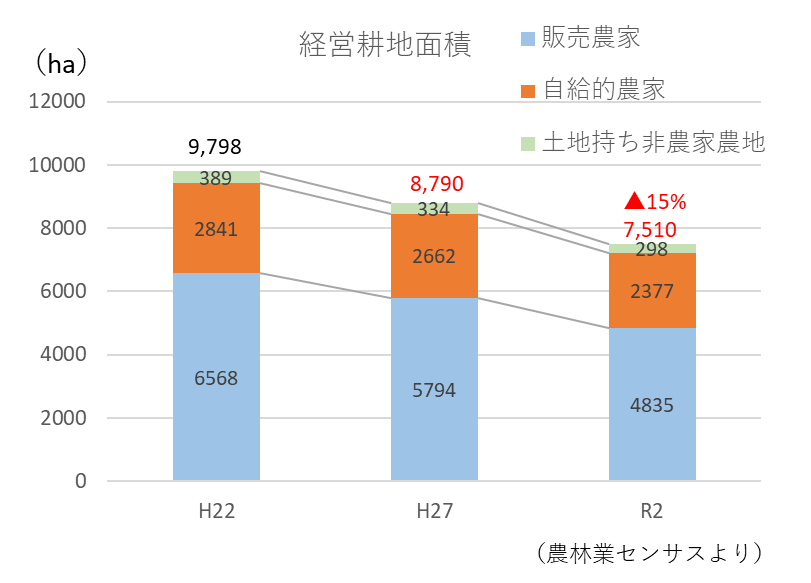 経営耕地面積
販売農家
自給的農家
土地持ち非農家農地
（ha）
12000
10000
8000
6000
4000
2000
0
9,798
389
2841
6568
8,790
334
2662
5794
▲15%
7,510
298
2377
4835
H22
H27
R2
（農林業センサスより）